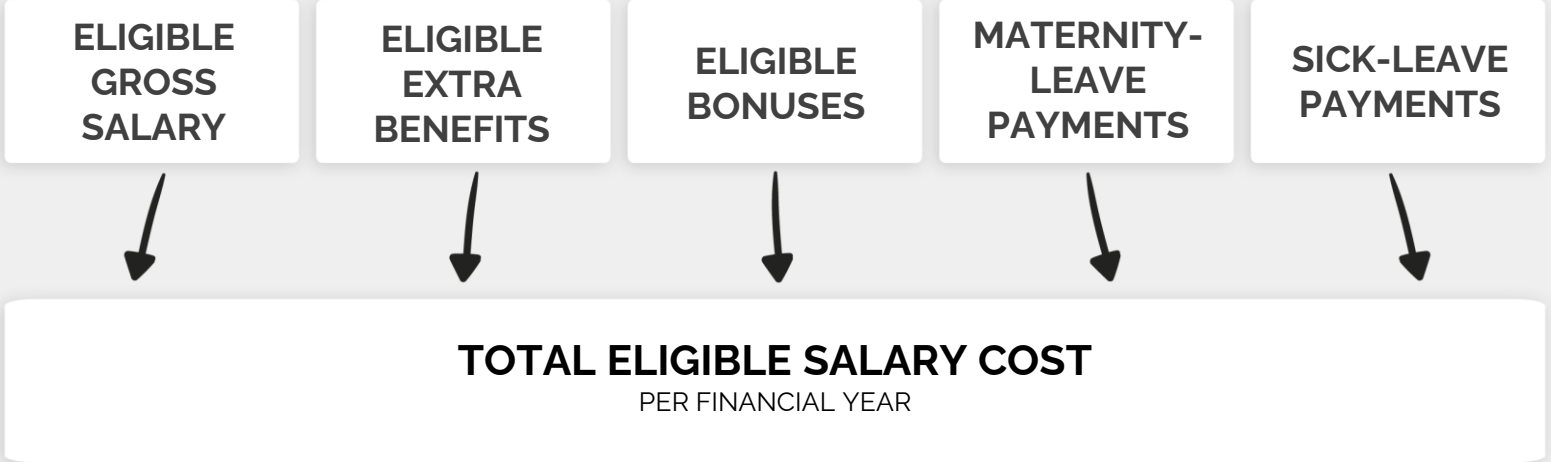 ELIGIBLE
GROSS
SALARY
ELIGIBLE
EXTRA
BENEFITS
ELIGIBLE
BONUSES
MATERNITY-
LEAVE
PAYMENTS
SICK-LEAVE
PAYMENTS
TOTAL ELIGIBLE SALARY COST
PER FINANCIAL YEAR